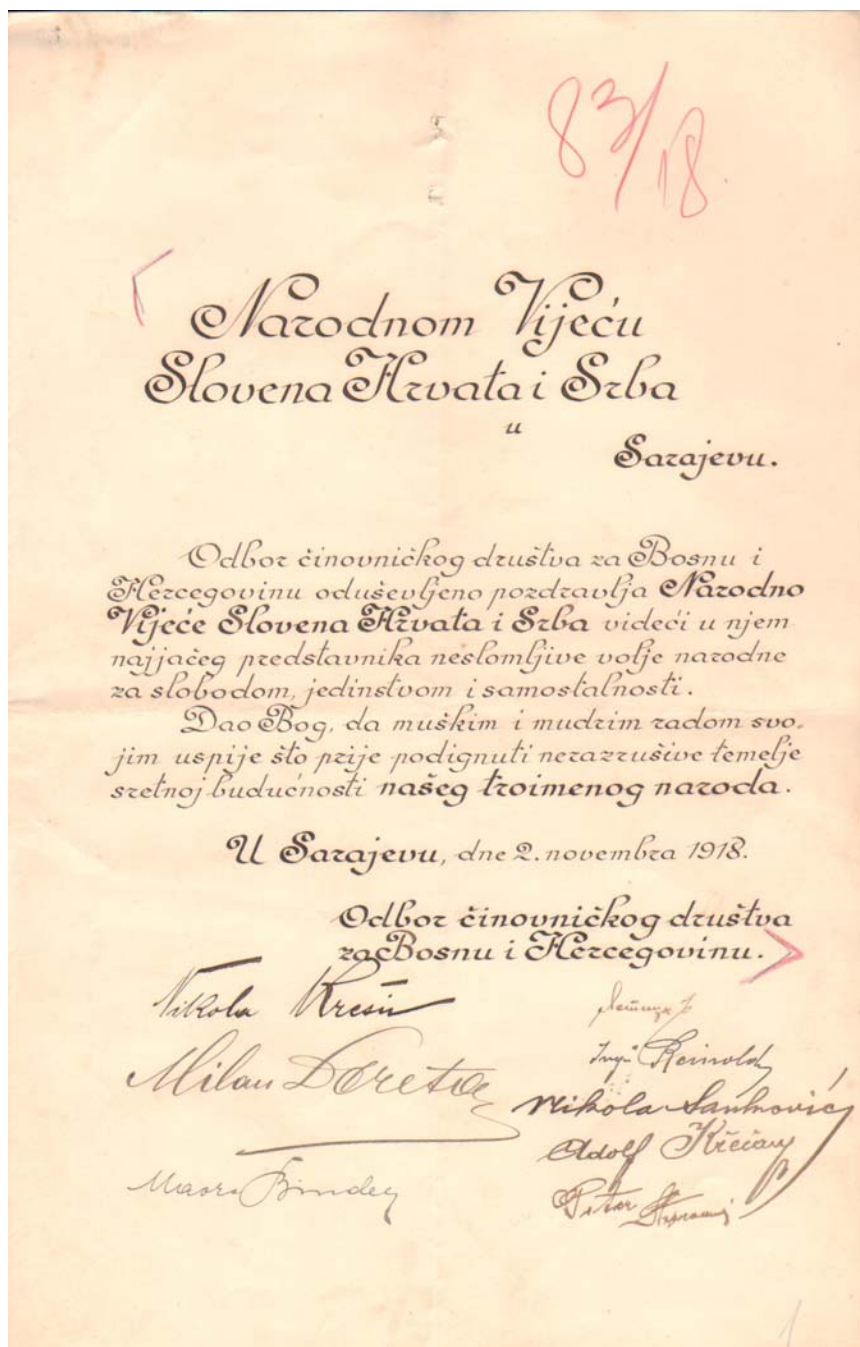 83/18
Narodnom Vijeću
Slovena Hrvata i Srba
u
Sarajevu.
Odbor činovničkog društva za Bosnu i
Hercegovinu oduševljeno pozdravlja Narodno
Vijeće Slovena Hrvata i Srba videći u njem
najjačeg predstavnika neslomljive volje narodne
za slobodom, jedinstvom i samostalnosti.
Dao Bog, da muškim i mudrim radom svo-
jim uspije što prije podignuti nerazrušive temelje
sretnoj budućnosti našeg troimenog naroda.
U Sarajevu, dne 2. novembra 1918.
Odbor činovničkog društva
za Bosnu i Hercegovinu.
Nikola
Milan
Reinold
Nikola
Adolf
Petar